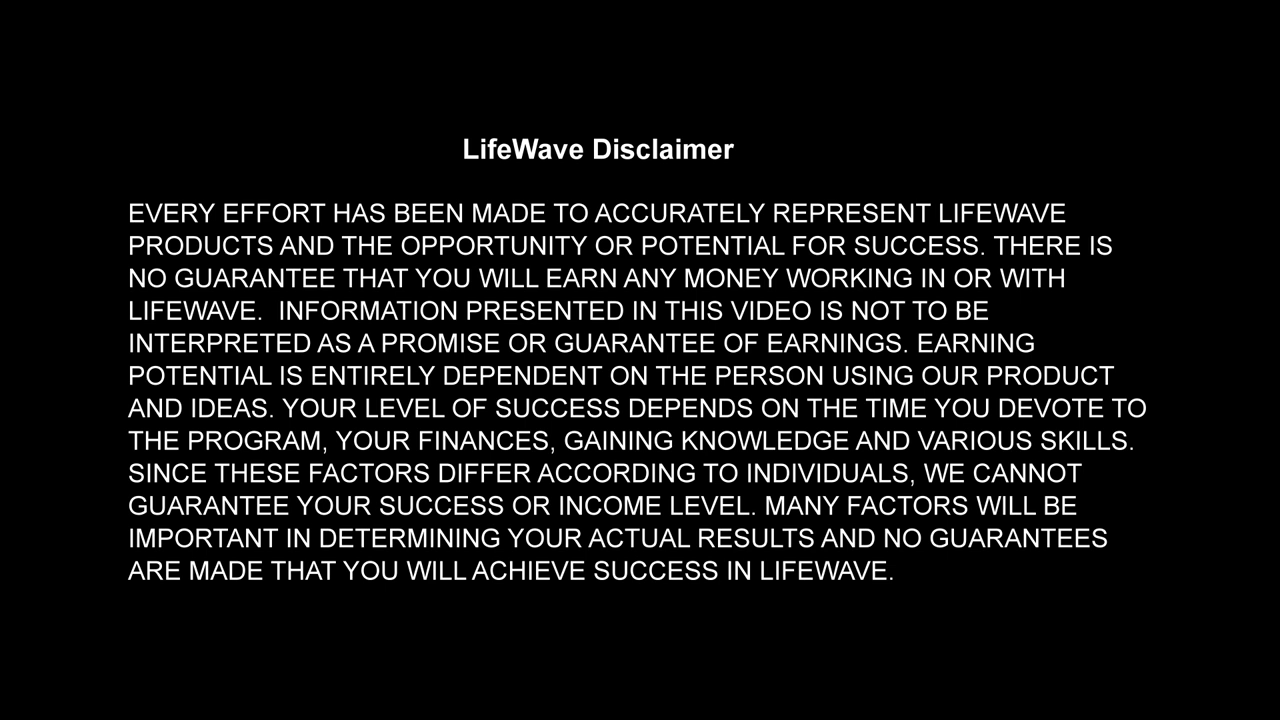 LifeWave Disclaimer
EVERY EFFORT HAS BEEN MADE TO ACCURATELY REPRESENT LIFEWAVE
PRODUCTS AND THE OPPORTUNITY OR POTENTIAL FOR SUCCESS. THERE IS
NO GUARANTEE THAT YOU WILL EARN ANY MONEY WORKING IN OR WITH
LIFEWAVE.  INFORMATION PRESENTED IN THIS VIDEO IS NOT TO BE
INTERPRETED AS A PROMISE OR GUARANTEE OF EARNINGS. EARNING
POTENTIAL IS ENTIRELY DEPENDENT ON THE PERSON USING OUR PRODUCT
AND IDEAS. YOUR LEVEL OF SUCCESS DEPENDS ON THE TIME YOU DEVOTE TO
THE PROGRAM, YOUR FINANCES, GAINING KNOWLEDGE AND VARIOUS SKILLS.
SINCE THESE FACTORS DIFFER ACCORDING TO INDIVIDUALS, WE CANNOT
GUARANTEE YOUR SUCCESS OR INCOME LEVEL. MANY FACTORS WILL BE
IMPORTANT IN DETERMINING YOUR ACTUAL RESULTS AND NO GUARANTEES
ARE MADE THAT YOU WILL ACHIEVE SUCCESS IN LIFEWAVE.